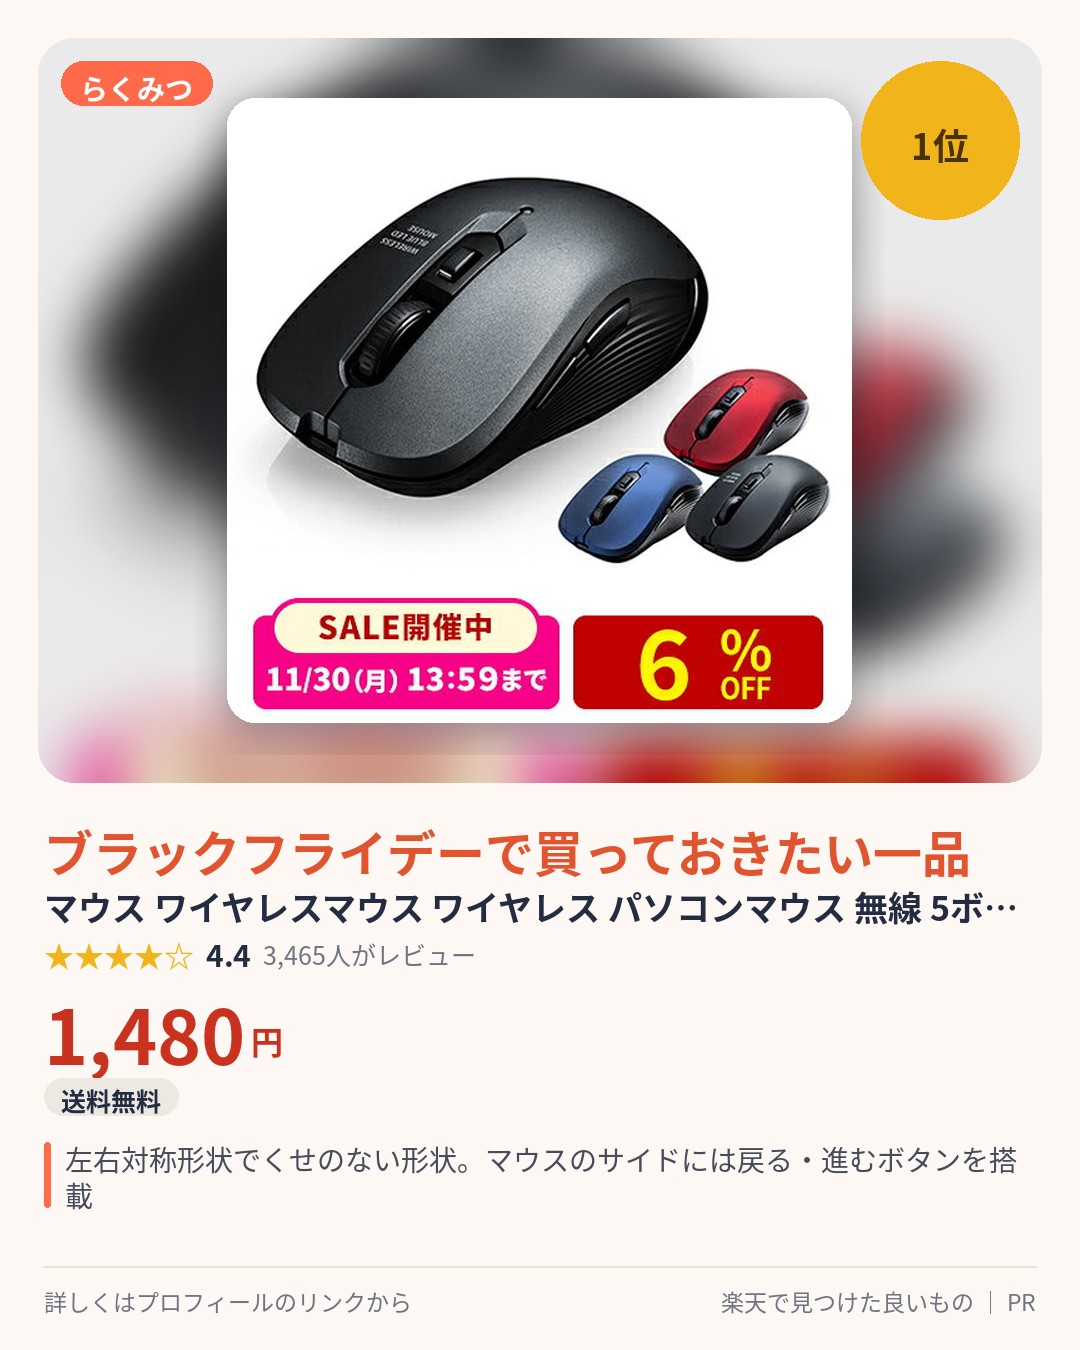 らくみつ
1位
WIRELESS
BLUE LED
MOUSE
SALE開催中
11/30(月) 13:59まで
6%
OFF
ブラックフライデーで買っておきたい一品
マウス ワイヤレスマウス ワイヤレス パソコンマウス 無線 5ボ…
★★★★☆ 4.4 3,465人がレビュー
1,480円
送料無料
左右対称形状でくせのない形状。マウスのサイドには戻る・進むボタンを搭
載
詳しくはプロフィールのリンクから
楽天で見つけた良いもの｜PR